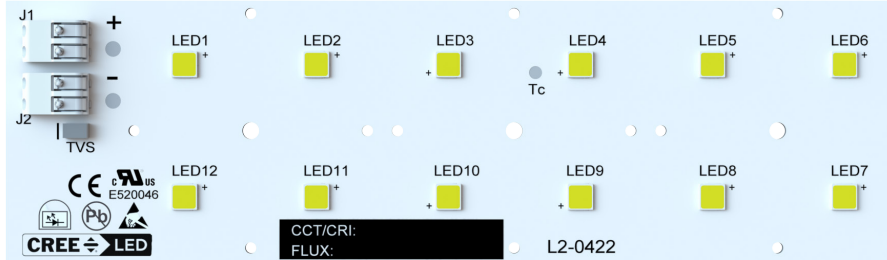 J1
+
-
J2
TVS
LED1 +
LED2 +
LED3 +
LED4 +
LED5 +
LED6 +
Tc
LED12 +
LED11 +
LED10 +
LED9 +
LED8 +
LED7 +
CE c RU US
E520046
Pb
CREE LED
CCT/CRI:
FLUX:
L2-0422